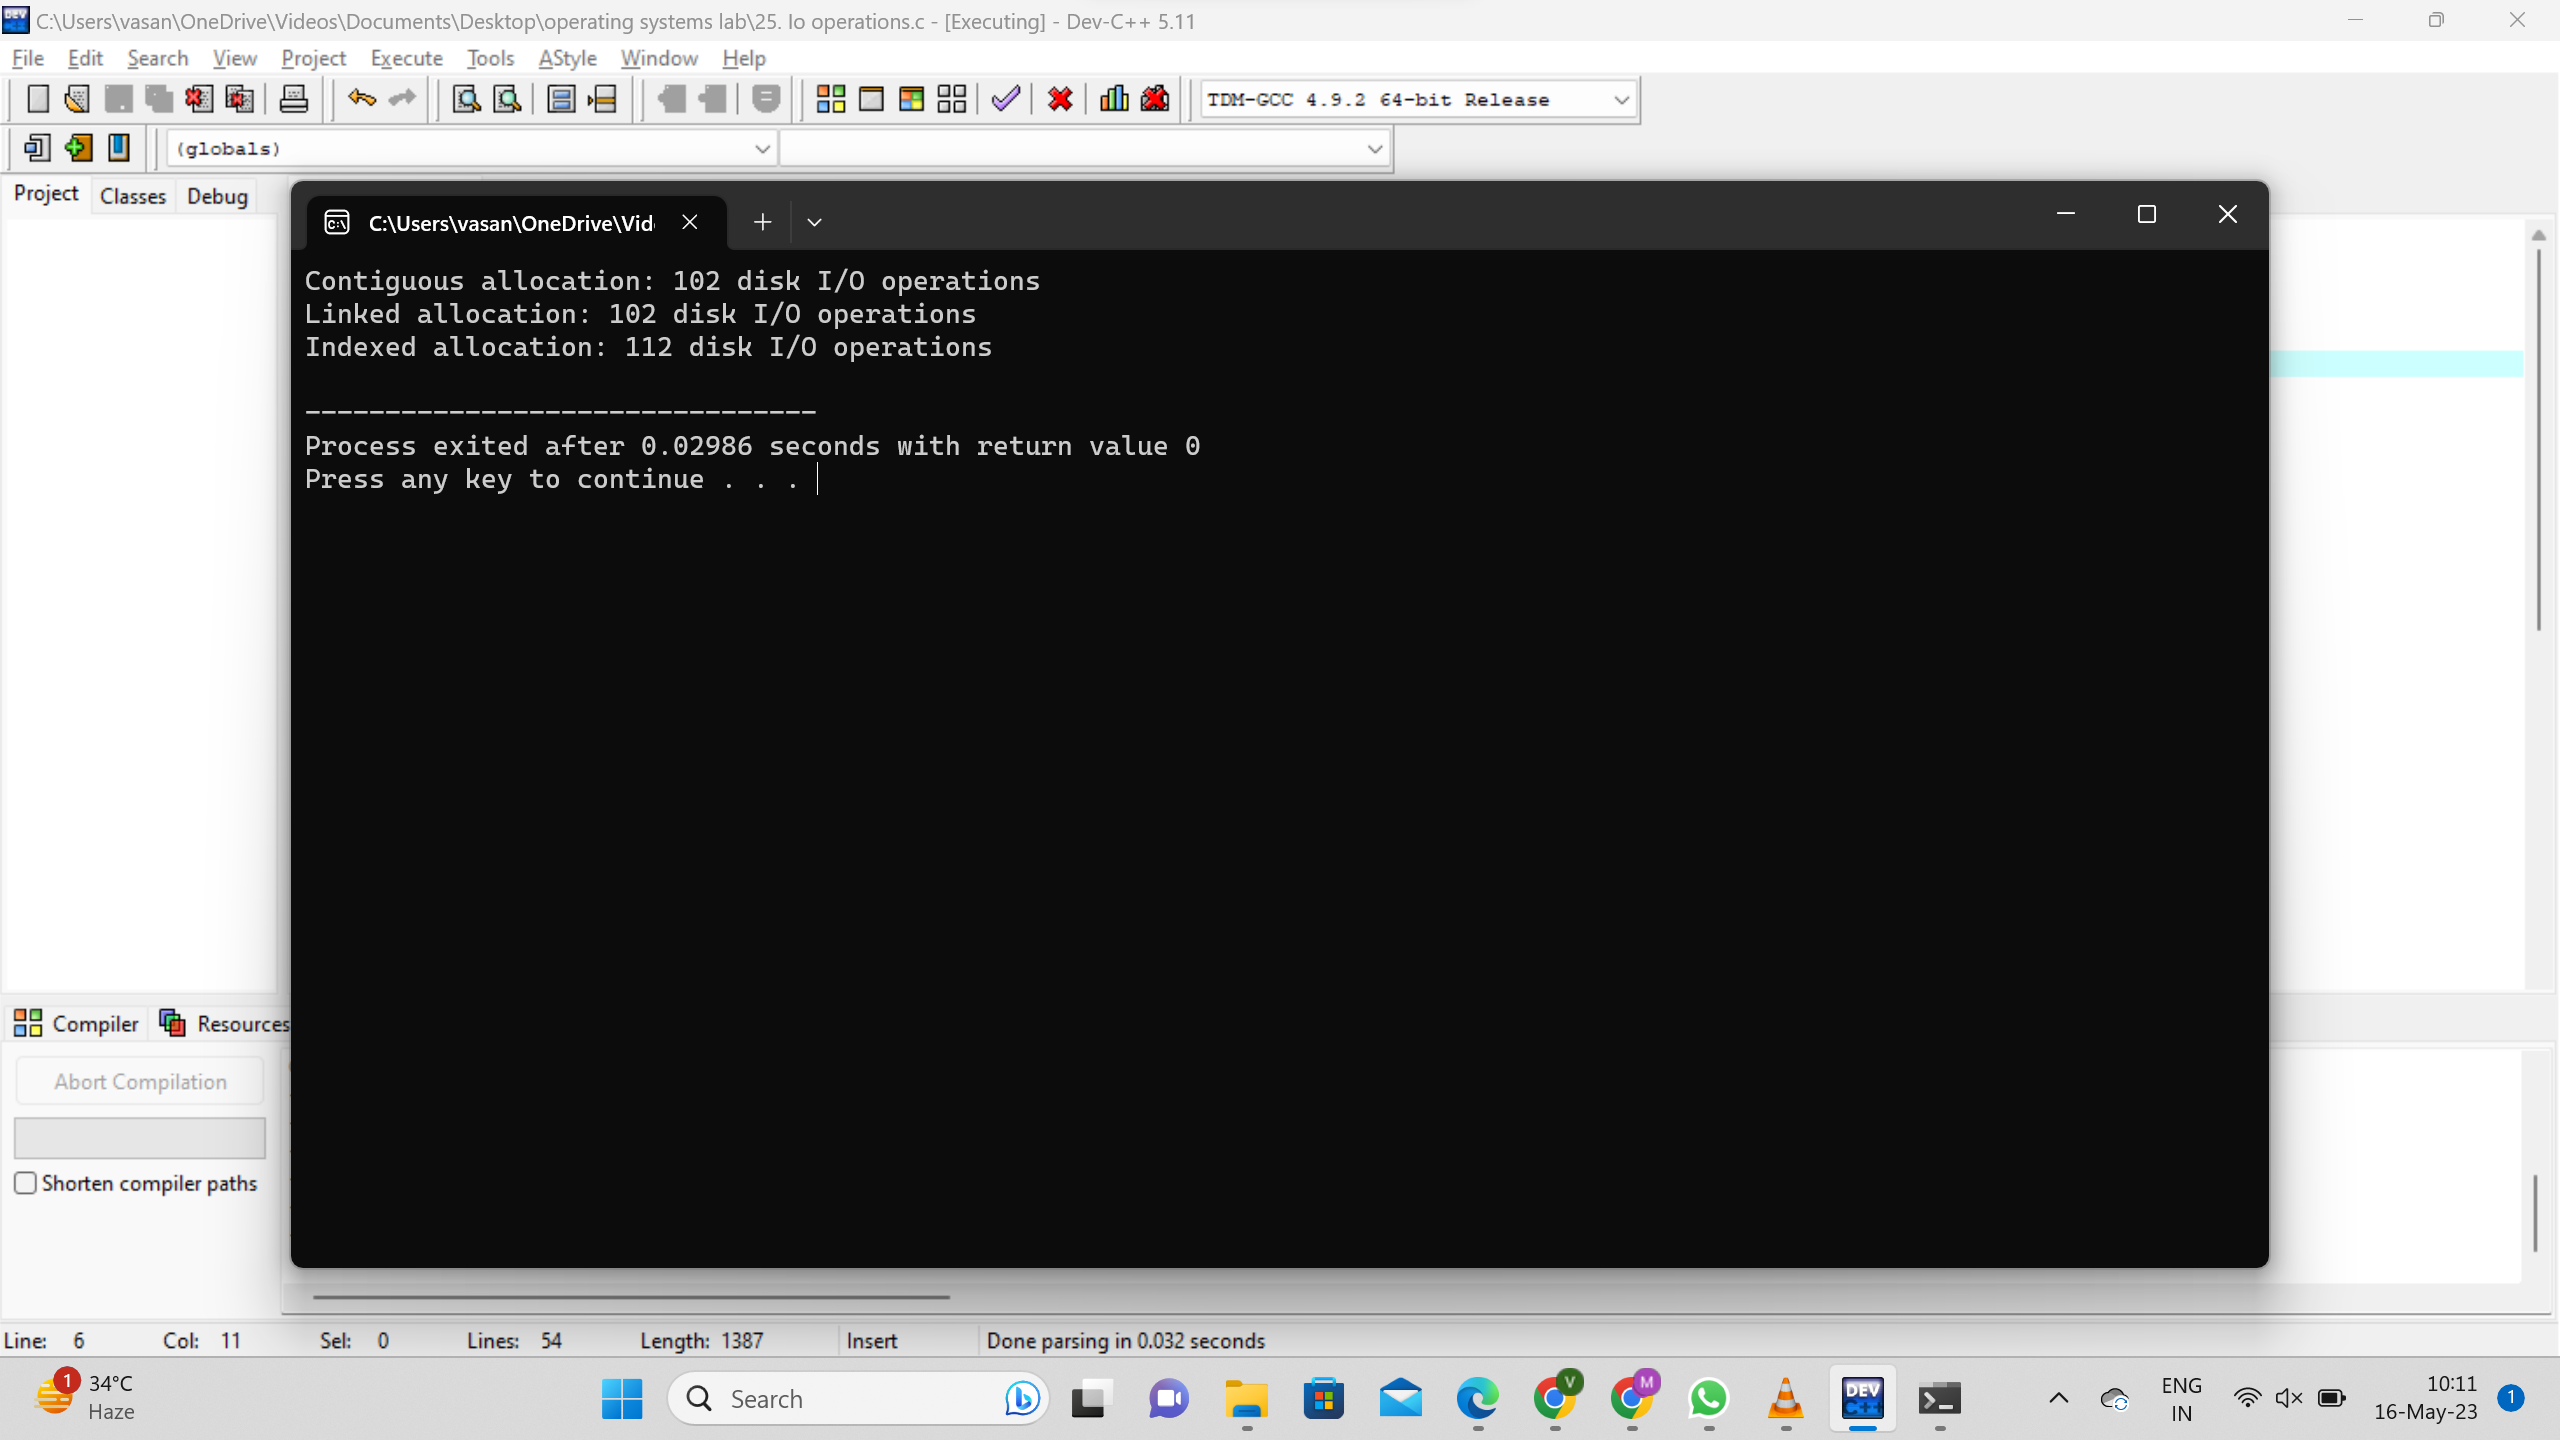 C:\Users\vasan\OneDrive\Videos\Documents\Desktop\operating systems lab\25. Io operations.c - [Executing] - Dev-C++ 5.11
File Edit Search View Project Execute Tools AStyle Window Help
TDM-GCC 4.9.2 64-bit Release
(globals)
Project Classes Debug
C:\Users\vasan\OneDrive\Vid
Contiguous allocation: 102 disk I/O operations
Linked allocation: 102 disk I/O operations
Indexed allocation: 112 disk I/O operations
--------------------------------
Process exited after 0.02986 seconds with return value 0
Press any key to continue . . .
Compiler Resources
Abort Compilation
Shorten compiler paths
Line: 6 Col: 11 Sel: 0 Lines: 54 Length: 1387 Insert Done parsing in 0.032 seconds
1 34°C
Haze
Search
V
M
DEV
C++
ENG
IN
10:11
16-May-23
1